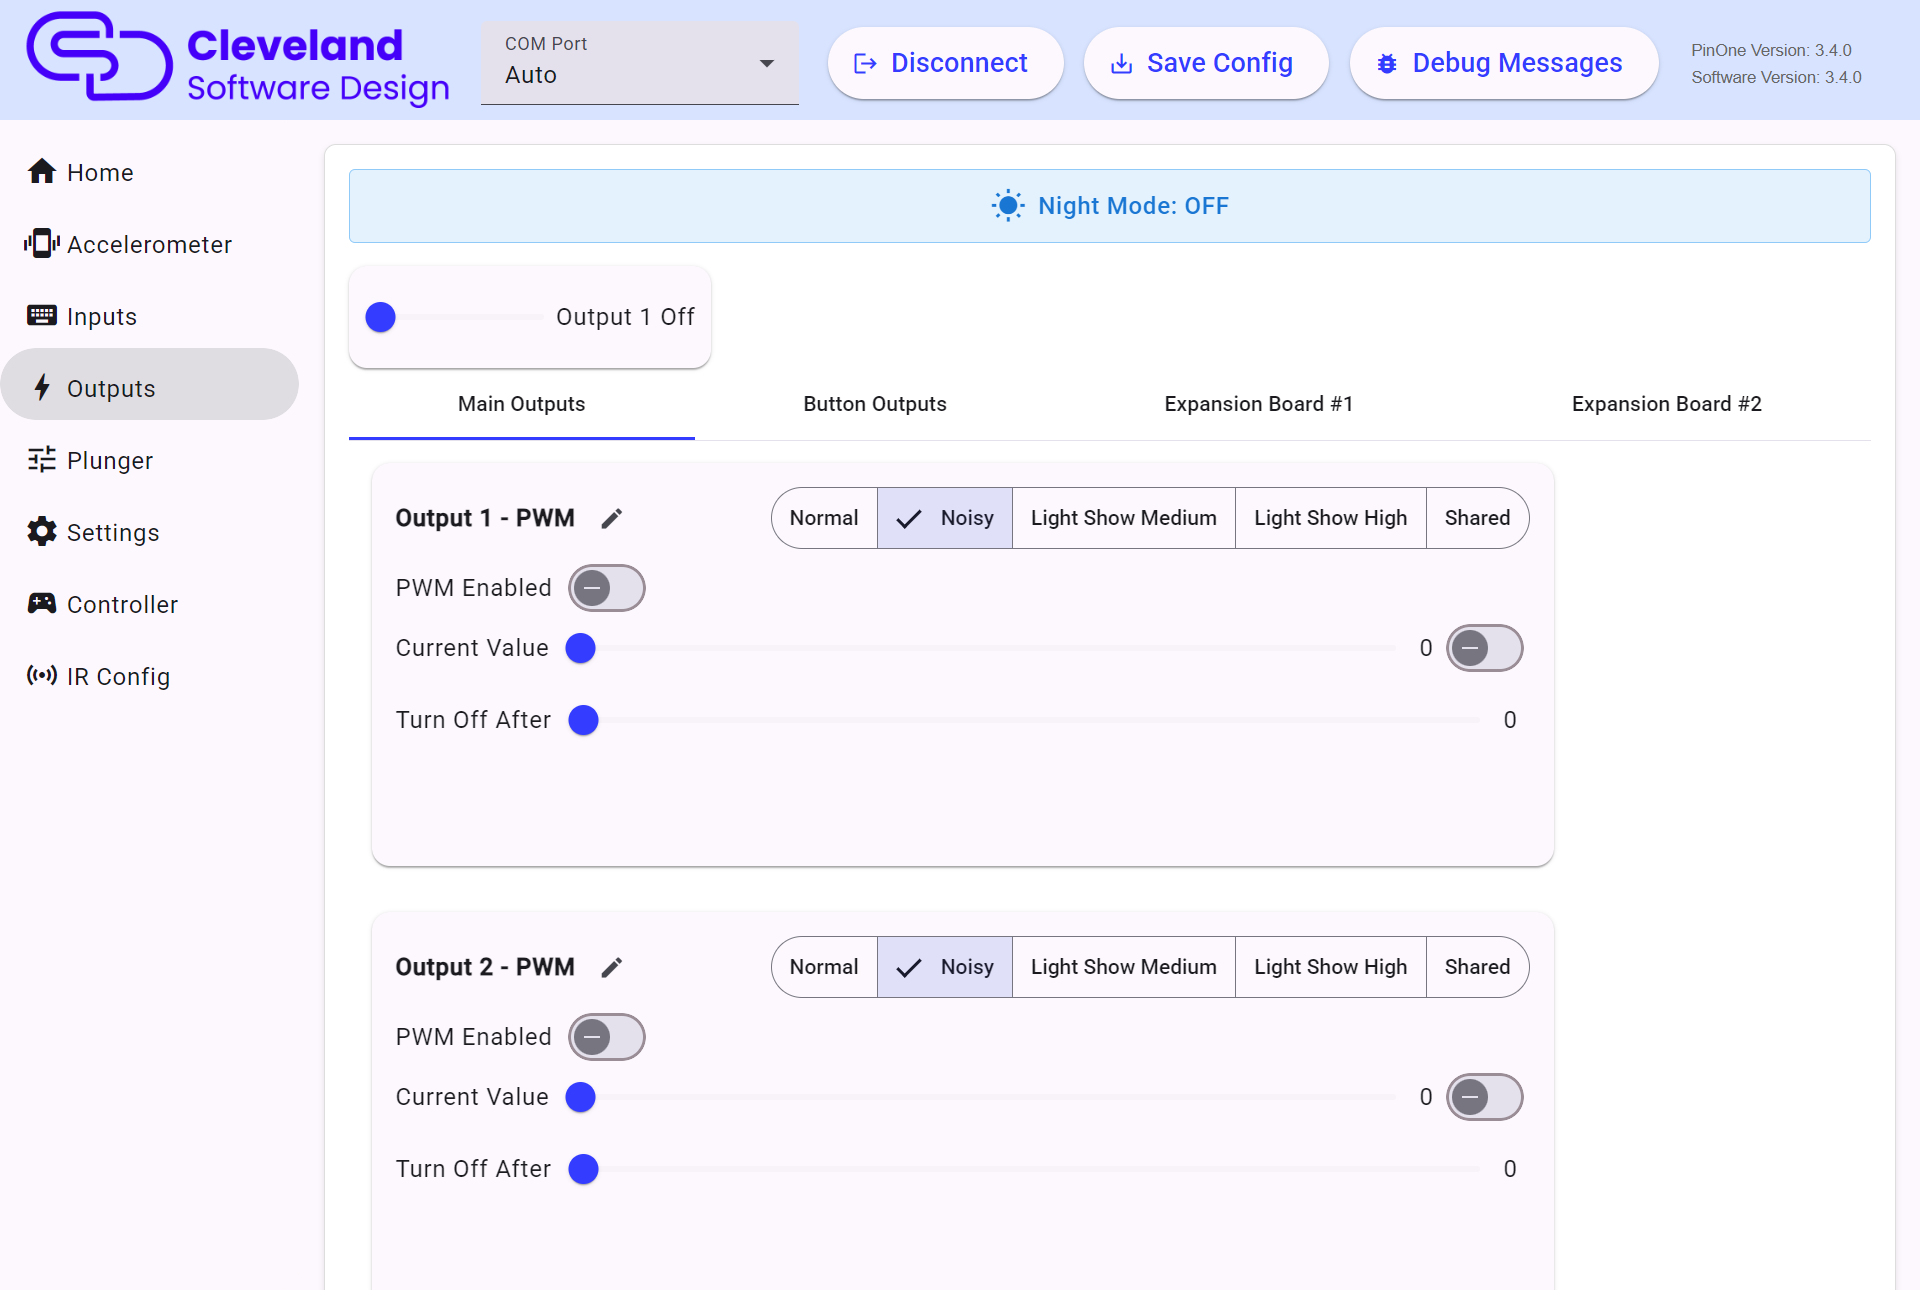 Cleveland
Software Design
COM Port
Auto
Disconnect
Save Config
Debug Messages
PinOne Version: 3.4.0
Software Version: 3.4.0
Home
Accelerometer
Inputs
Outputs
Plunger
Settings
Controller
IR Config
Night Mode: OFF
Output 1 Off
Main Outputs
Button Outputs
Expansion Board #1
Expansion Board #2
Output 1 - PWM
Normal
Noisy
Light Show Medium
Light Show High
Shared
PWM Enabled
Current Value
0
Turn Off After
0
Output 2 - PWM
Normal
Noisy
Light Show Medium
Light Show High
Shared
PWM Enabled
Current Value
0
Turn Off After
0